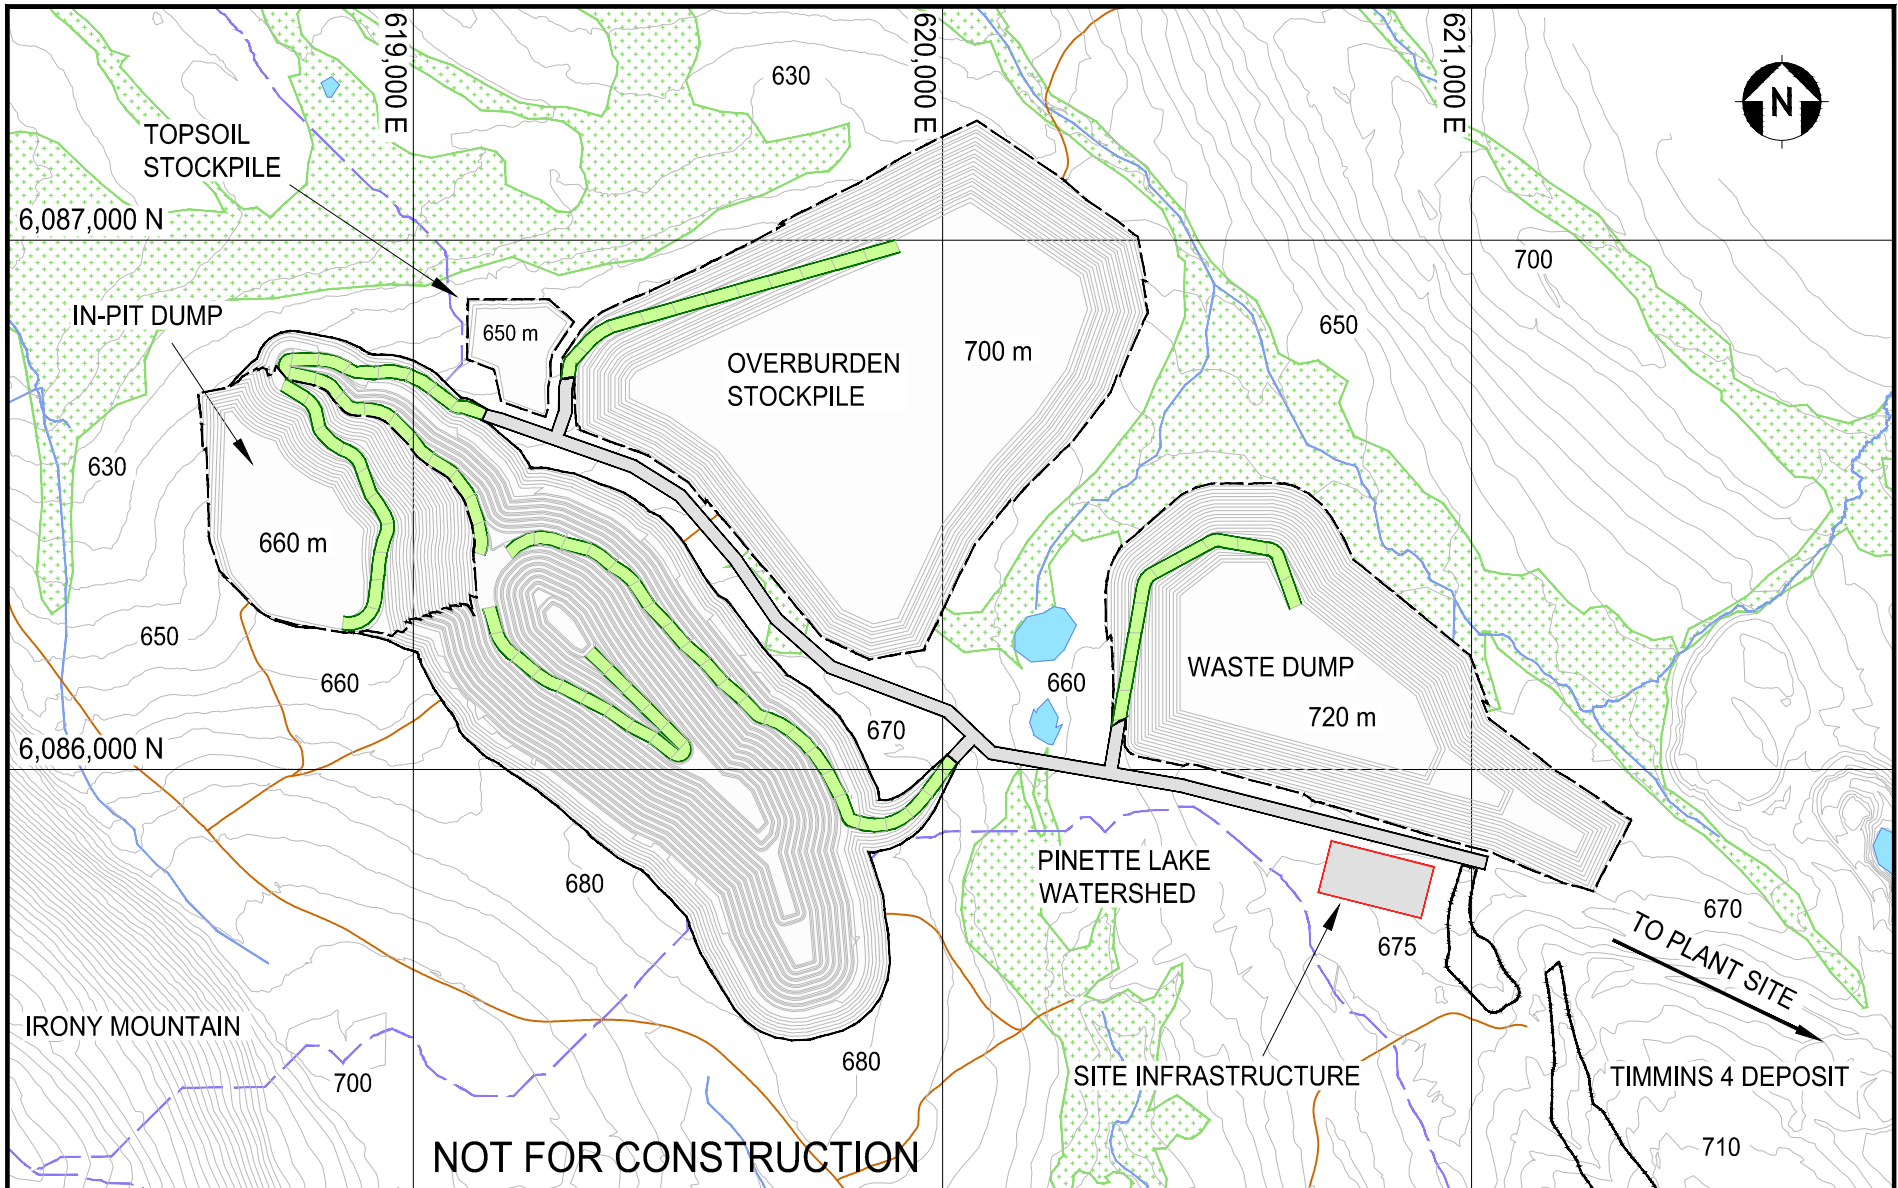 619,000 E
620,000 E
621,000 E
630
N
TOPSOIL
STOCKPILE
6,087,000 N
700
IN-PIT DUMP
650 m
650
OVERBURDEN
STOCKPILE
700 m
630
660 m
650
660
660
WASTE DUMP
720 m
670
6,086,000 N
PINETTE LAKE
WATERSHED
680
670
TO PLANT SITE
675
IRONY MOUNTAIN
700
680
SITE INFRASTRUCTURE
TIMMINS 4 DEPOSIT
710
NOT FOR CONSTRUCTION